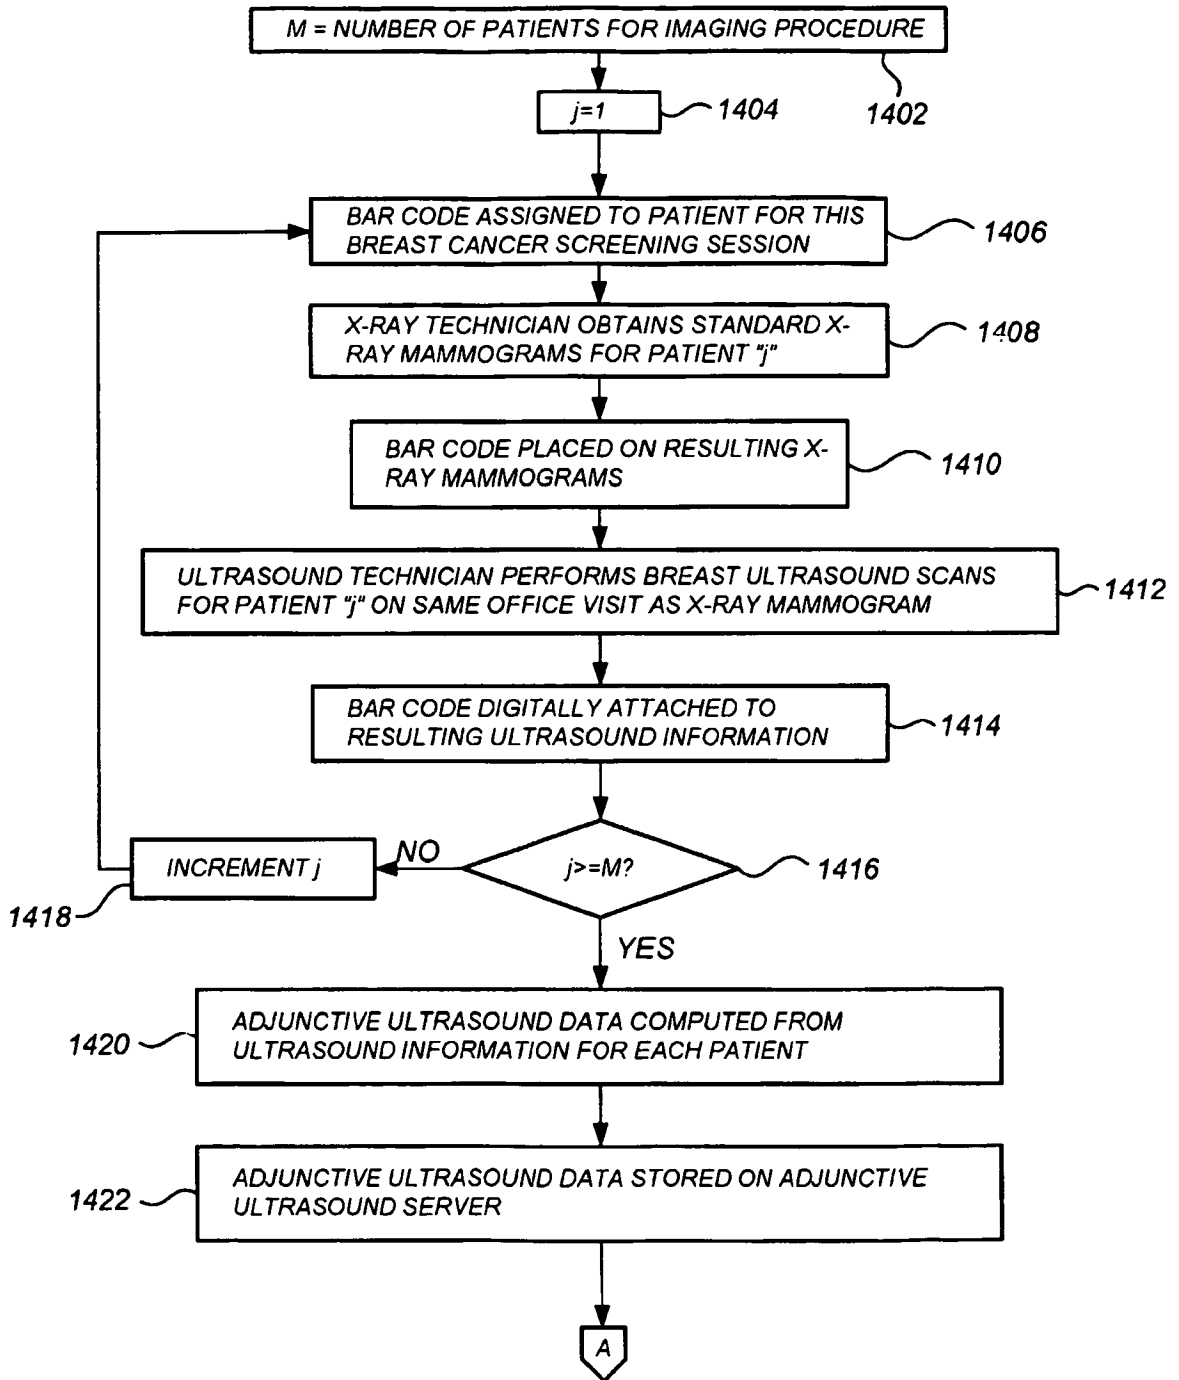 M = NUMBER OF PATIENTS FOR IMAGING PROCEDURE
1402
j=1
1404
BAR CODE ASSIGNED TO PATIENT FOR THIS
BREAST CANCER SCREENING SESSION
1406
X-RAY TECHNICIAN OBTAINS STANDARD X-
RAY MAMMOGRAMS FOR PATIENT "j"
1408
BAR CODE PLACED ON RESULTING X-
RAY MAMMOGRAMS
1410
ULTRASOUND TECHNICIAN PERFORMS BREAST ULTRASOUND SCANS
FOR PATIENT "j" ON SAME OFFICE VISIT AS X-RAY MAMMOGRAM
1412
BAR CODE DIGITALLY ATTACHED TO
RESULTING ULTRASOUND INFORMATION
1414
j>=M?
1416
NO
INCREMENT j
1418
YES
ADJUNCTIVE ULTRASOUND DATA COMPUTED FROM
ULTRASOUND INFORMATION FOR EACH PATIENT
1420
ADJUNCTIVE ULTRASOUND DATA STORED ON ADJUNCTIVE
ULTRASOUND SERVER
1422
A